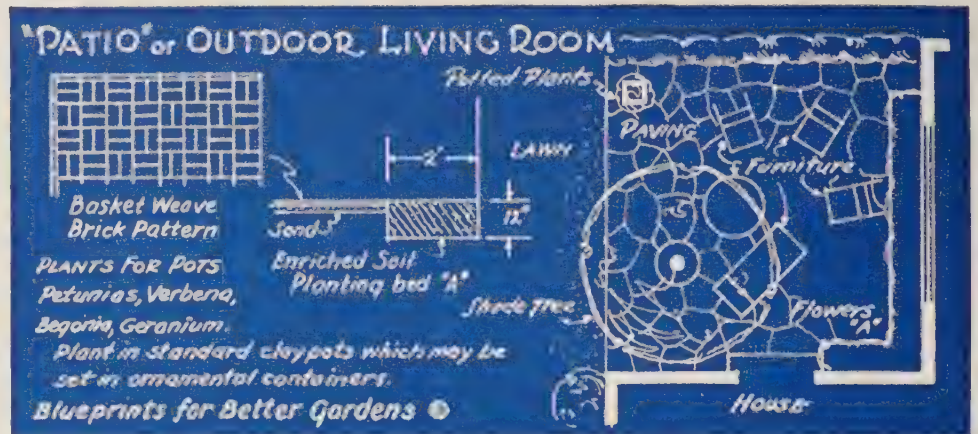 "PATIO" or OUTDOOR LIVING ROOM
Basket Weave
Brick Pattern
PLANTS FOR POTS
Petunias, Verbena,
Begonia, Geranium.
Plant in standard clay pots which may be
set in ornamental containers.
Blueprints for Better Gardens
2'
LAWN
12"
Sand
Enriched Soil
Planting bed "A"
Potted Plants
PAVING
Furniture
Shade Tree
Flowers
"A"
HOUSE